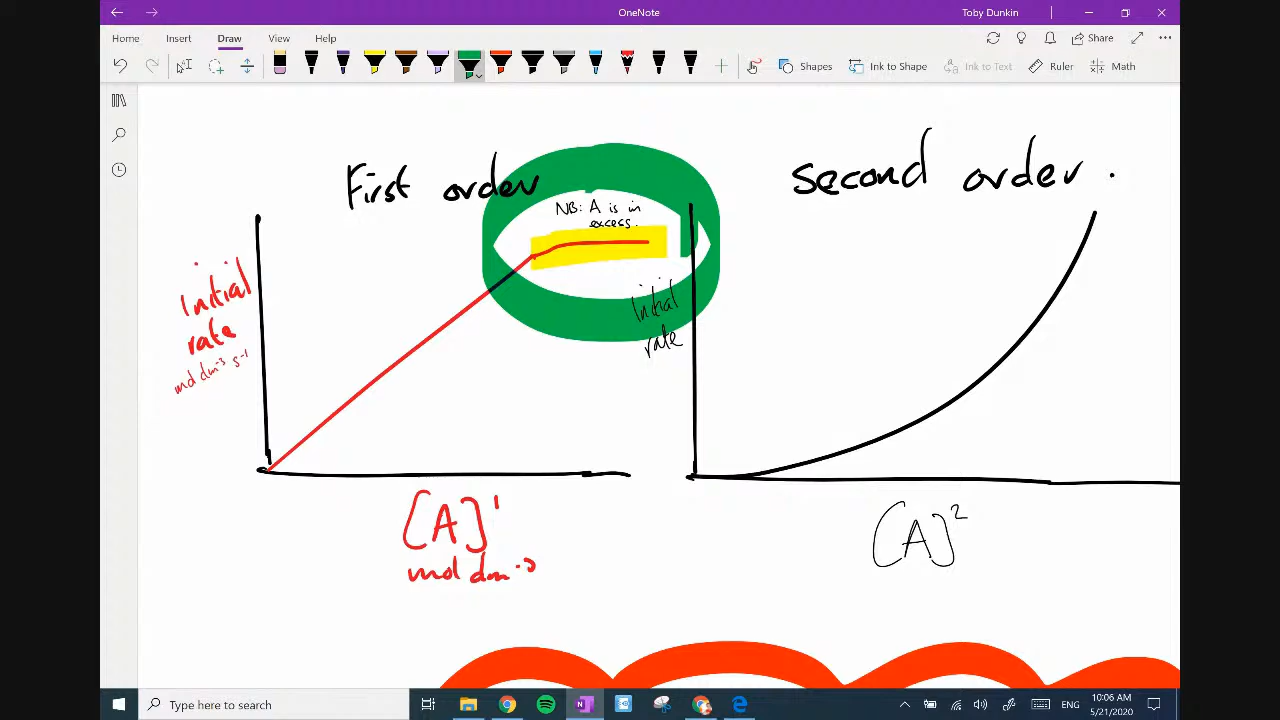 OneNote
Toby Dunkin
Home Insert Draw View Help
Share
Shapes Ink to Shape Ink to Text Ruler Math
First order
second order.
NB: A is in
excess.
initial
rate
mol dm⁻³ s⁻¹
initial
rate
[A]¹
mol dm⁻³
[A]²
Type here to search
ENG
10:06 AM
5/21/2020